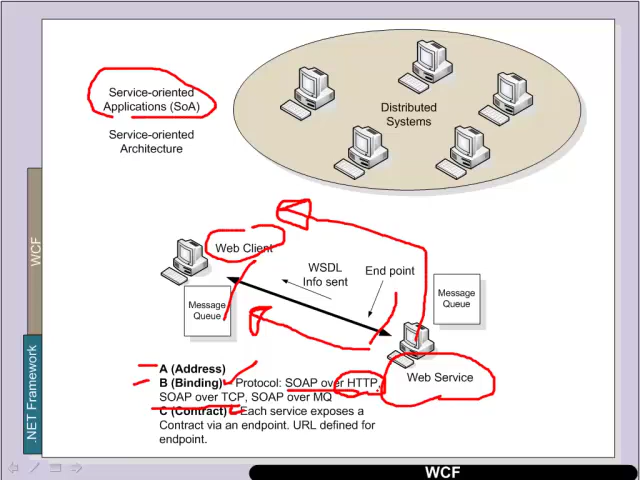 Service-oriented
Applications (SoA)
Service-oriented
Architecture
Distributed
Systems
WCF
Web Client
WSDL
Info sent
End point
Message
Queue
Message
Queue
Web Service
.NET Framework
A (Address)
B (Binding) Protocol: SOAP over HTTP,
SOAP over TCP, SOAP over MQ
C (Contract) Each service exposes a
Contract via an endpoint. URL defined for
endpoint.
WCF